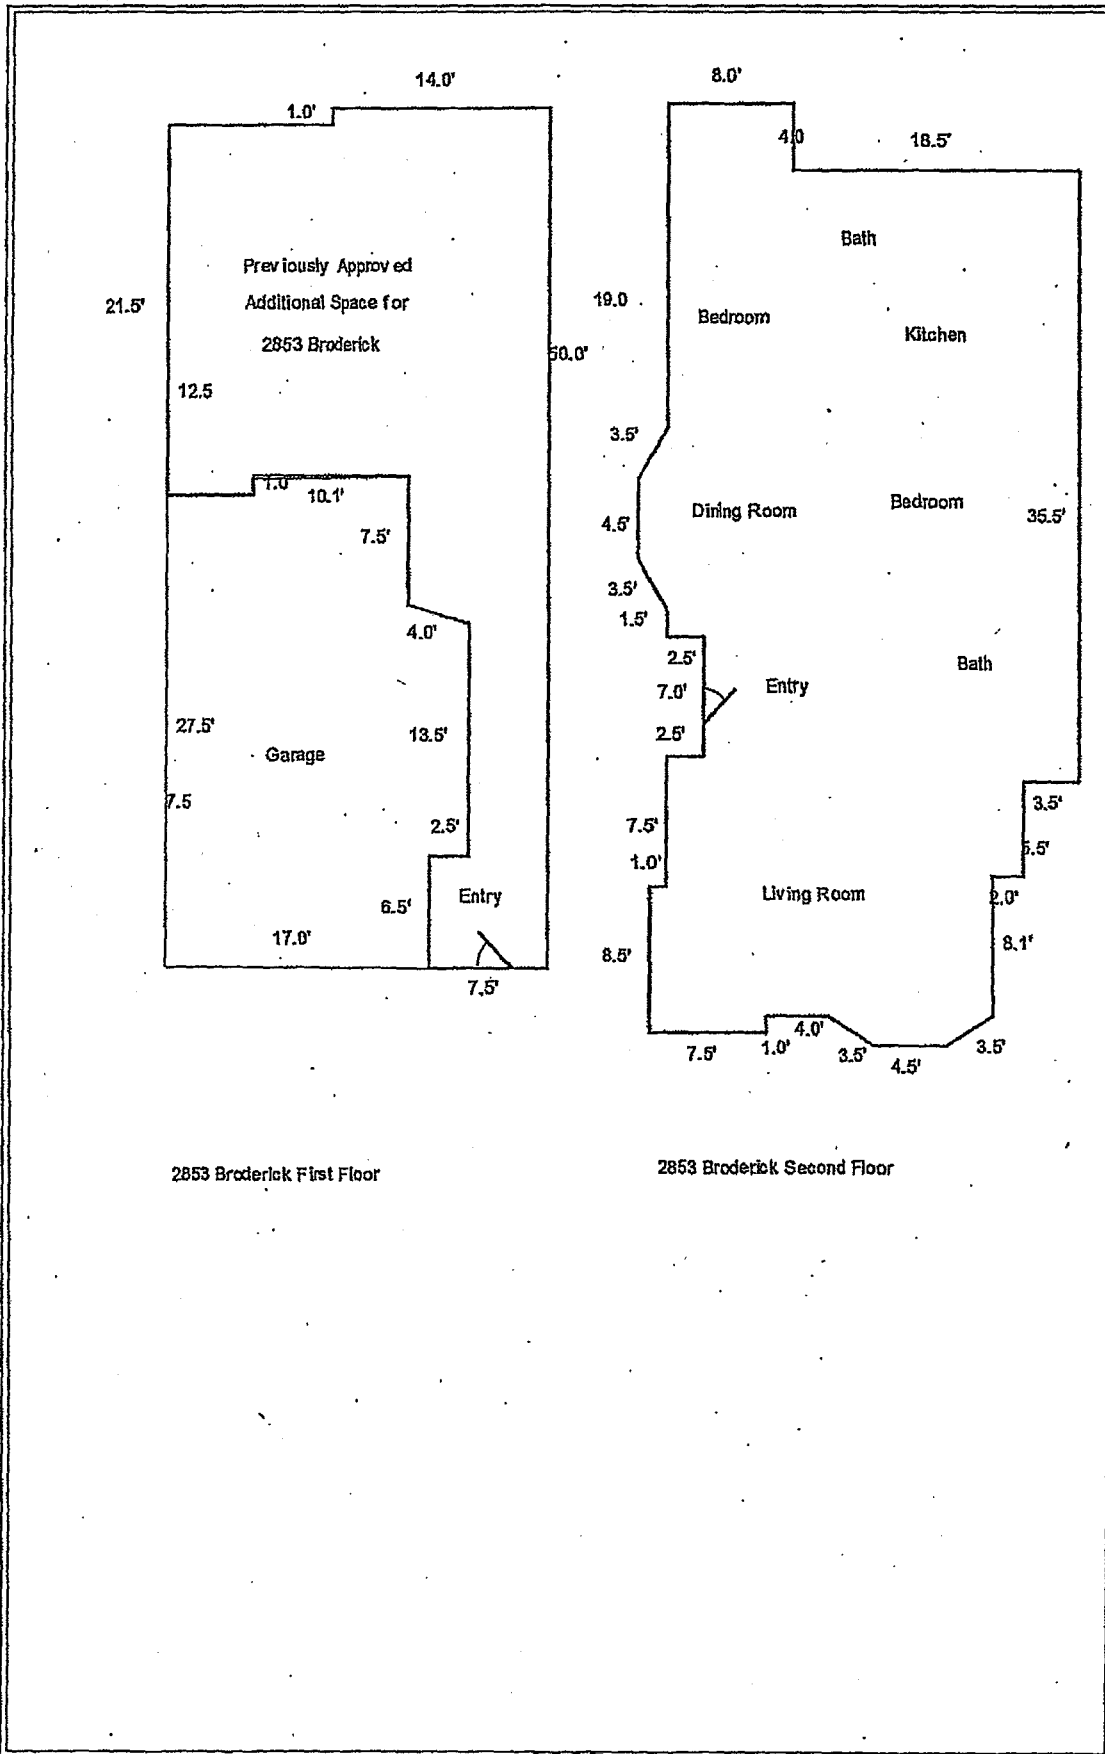 14.0'
1.0'
Previously Approved
Additional Space for
2853 Broderick
21.5'
50.0'
12.5
1.0
10.1'
7.5'
4.0'
27.5'
13.5'
Garage
7.5
2.5'
6.5'
Entry
17.0'
7.5'
2853 Broderick First Floor
8.0'
4.0
18.5'
Bath
19.0
Bedroom
Kitchen
3.5'
4.5'
Dining Room
Bedroom
35.5'
3.5'
1.5'
2.5'
7.0'
Entry
Bath
2.5'
3.5'
7.5'
5.5'
1.0'
Living Room
2.0'
8.5'
8.1'
7.5'
1.0'
4.0'
3.5'
4.5'
3.5'
2853 Broderick Second Floor